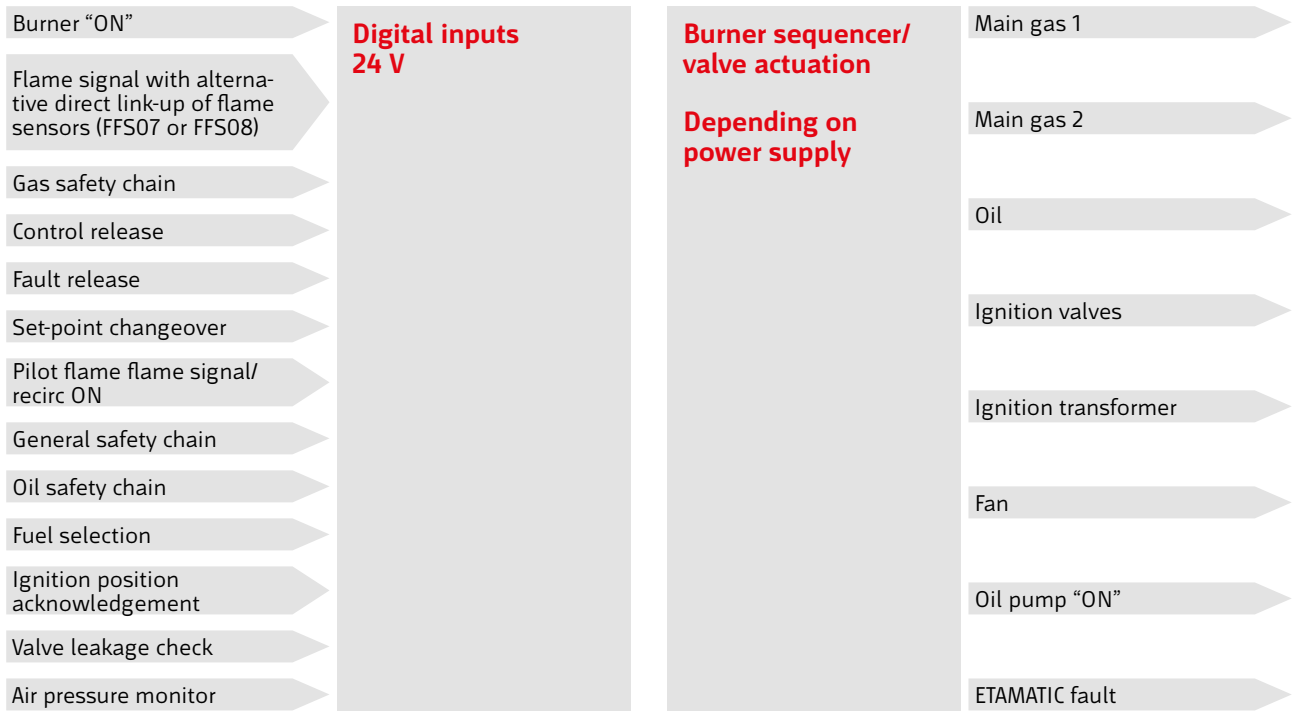 Burner “ON”
Flame signal with alterna-
tive direct link-up of flame
sensors (FFS07 or FFS08)
Gas safety chain
Control release
Fault release
Set-point changeover
Pilot flame flame signal/
recirc ON
General safety chain
Oil safety chain
Fuel selection
Ignition position
acknowledgement
Valve leakage check
Air pressure monitor
Digital inputs
24 V
Burner sequencer/
valve actuation
Depending on
power supply
Main gas 1
Main gas 2
Oil
Ignition valves
Ignition transformer
Fan
Oil pump “ON”
ETAMATIC fault